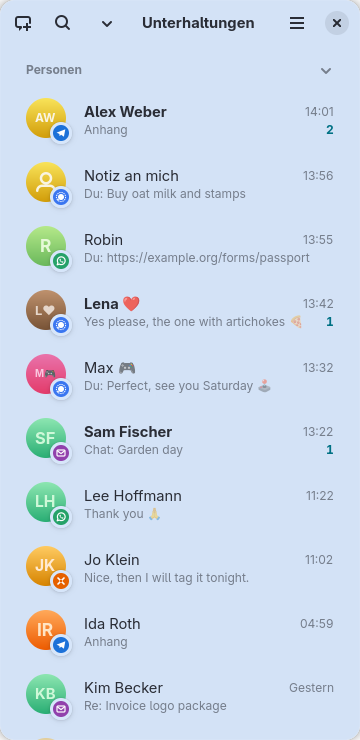 Unterhaltungen
Personen
AW Alex Weber 14:01
Anhang 2
Notiz an mich 13:56
Du: Buy oat milk and stamps
R Robin 13:55
Du: https://example.org/forms/passport
L❤ Lena ❤️ 13:42
Yes please, the one with artichokes 🍕 1
M🎮 Max 🎮 13:32
Du: Perfect, see you Saturday 🕹️
SF Sam Fischer 13:22
Chat: Garden day 1
LH Lee Hoffmann 11:22
Thank you 🙏
JK Jo Klein 11:02
Nice, then I will tag it tonight.
IR Ida Roth 04:59
Anhang
KB Kim Becker Gestern
Re: Invoice logo package